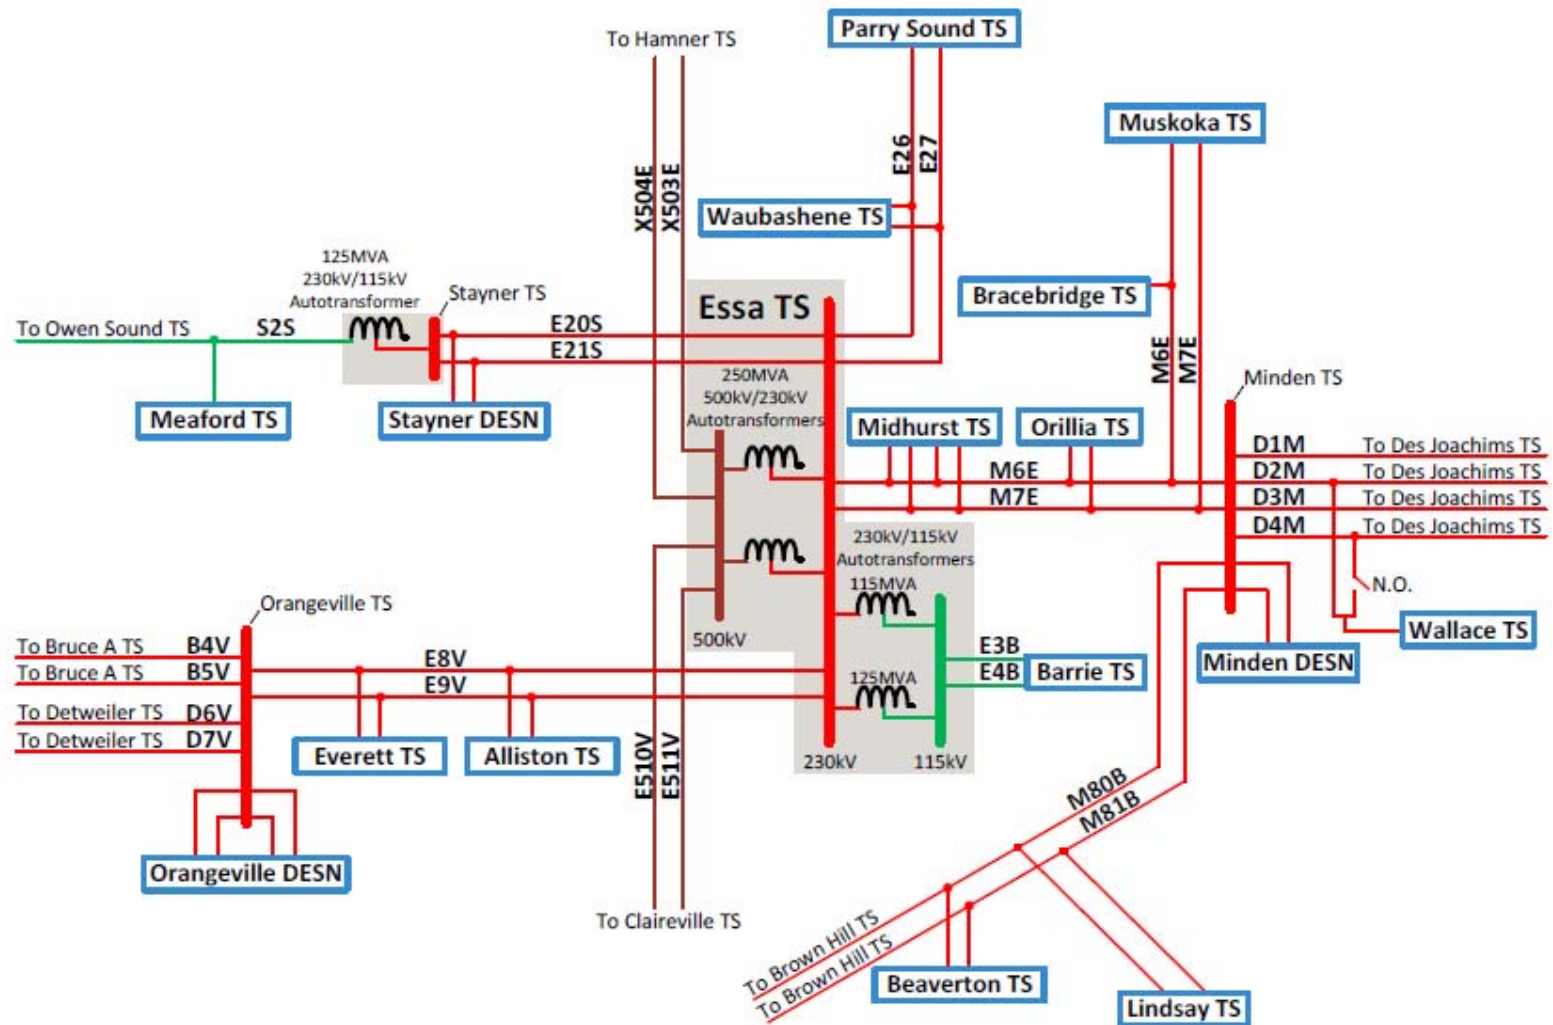 Parry Sound TS
To Hamner TS
Muskoka TS
E26
E27
X504E
X503E
Waubashene TS
125MVA
230kV/115kV
Autotransformer
Stayner TS
Bracebridge TS
Essa TS
To Owen Sound TS
S2S
E20S
E21S
M6E
M7E
250MVA
500kV/230kV
Autotransformers
Minden TS
Meaford TS
Stayner DESN
Midhurst TS
Orillia TS
D1M
To Des Joachims TS
M6E
D2M
To Des Joachims TS
M7E
D3M
To Des Joachims TS
D4M
To Des Joachims TS
230kV/115kV
Autotransformers
115MVA
N.O.
Orangeville TS
500kV
Wallace TS
To Bruce A TS
B4V
E8V
E3B
Minden DESN
To Bruce A TS
B5V
E9V
E4B
Barrie TS
125MVA
To Detweiler TS
D6V
To Detweiler TS
D7V
Everett TS
Alliston TS
E510V
E511V
230kV
115kV
M80B
M81B
Orangeville DESN
To Claireville TS
To Brown Hill TS
To Brown Hill TS
Beaverton TS
Lindsay TS